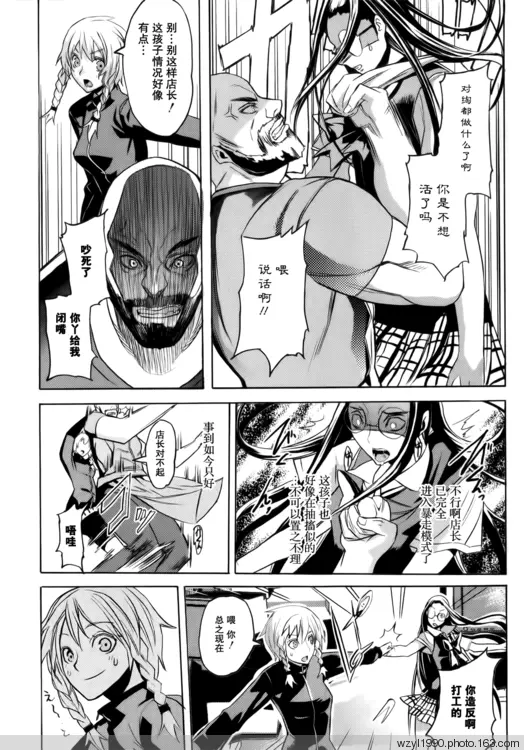 对绚都做
什么了啊
你是不想
活了吗
喂
说话啊!!
别…别这样店长!
这孩子情况好像
有点…
吵死了
你丫给我
闭嘴
不行啊店长
已完全
进入暴走模式了
这孩子也
好像在抽搐似的
…不可以置之不理
事到如今只好
店长对不起
唔哇
你造反啊
打工的
喂 你!
总之现在
wzyl1990.photo.163.com